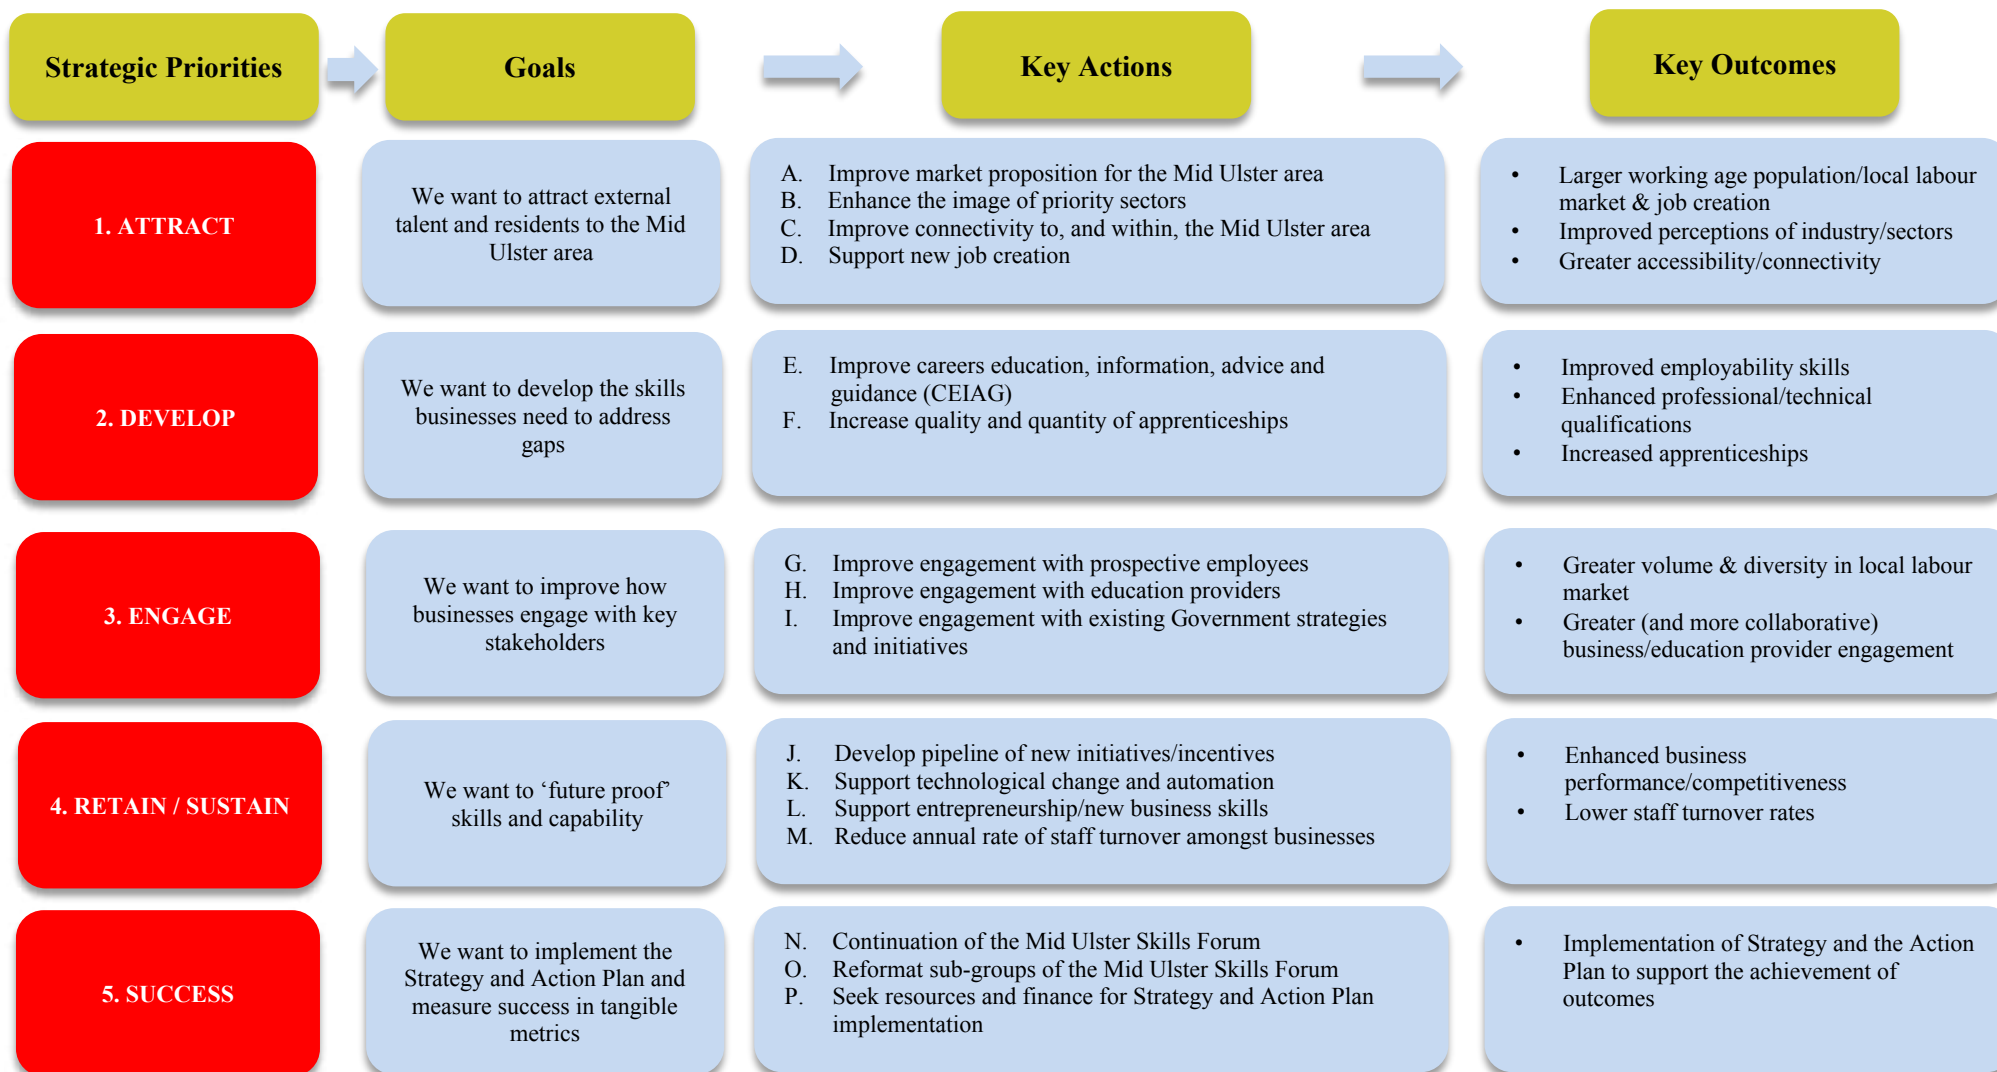 Strategic Priorities
Goals
Key Actions
Key Outcomes
1. ATTRACT
We want to attract external
talent and residents to the Mid
Ulster area
A. Improve market proposition for the Mid Ulster area
B. Enhance the image of priority sectors
C. Improve connectivity to, and within, the Mid Ulster area
D. Support new job creation
• Larger working age population/local labour
market & job creation
• Improved perceptions of industry/sectors
• Greater accessibility/connectivity
2. DEVELOP
We want to develop the skills
businesses need to address
gaps
E. Improve careers education, information, advice and
guidance (CEIAG)
F. Increase quality and quantity of apprenticeships
• Improved employability skills
• Enhanced professional/technical
qualifications
• Increased apprenticeships
3. ENGAGE
We want to improve how
businesses engage with key
stakeholders
G. Improve engagement with prospective employees
H. Improve engagement with education providers
I. Improve engagement with existing Government strategies
and initiatives
• Greater volume & diversity in local labour
market
• Greater (and more collaborative)
business/education provider engagement
4. RETAIN / SUSTAIN
We want to ‘future proof’
skills and capability
J. Develop pipeline of new initiatives/incentives
K. Support technological change and automation
L. Support entrepreneurship/new business skills
M. Reduce annual rate of staff turnover amongst businesses
• Enhanced business
performance/competitiveness
• Lower staff turnover rates
5. SUCCESS
We want to implement the
Strategy and Action Plan and
measure success in tangible
metrics
N. Continuation of the Mid Ulster Skills Forum
O. Reformat sub-groups of the Mid Ulster Skills Forum
P. Seek resources and finance for Strategy and Action Plan
implementation
• Implementation of Strategy and the Action
Plan to support the achievement of
outcomes